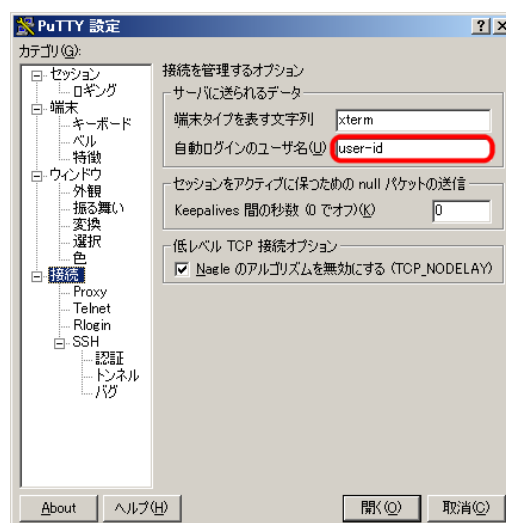 PuTTY 設定
カテゴリ(G):
セッション
ロギング
端末
キーボード
ベル
特徴
ウィンドウ
外観
振る舞い
変換
選択
色
接続
Proxy
Telnet
Rlogin
SSH
認証
トンネル
バグ
接続を管理するオプション
サーバに送られるデータ
端末タイプを表す文字列 xterm
自動ログインのユーザ名(U) user-id
セッションをアクティブに保つための null パケットの送信
Keepalives 間の秒数 (0 でオフ)(K) 0
低レベル TCP 接続オプション
Nagle のアルゴリズムを無効にする (TCP_NODELAY)
About ヘルプ(H) 開く(O) 取消(C)